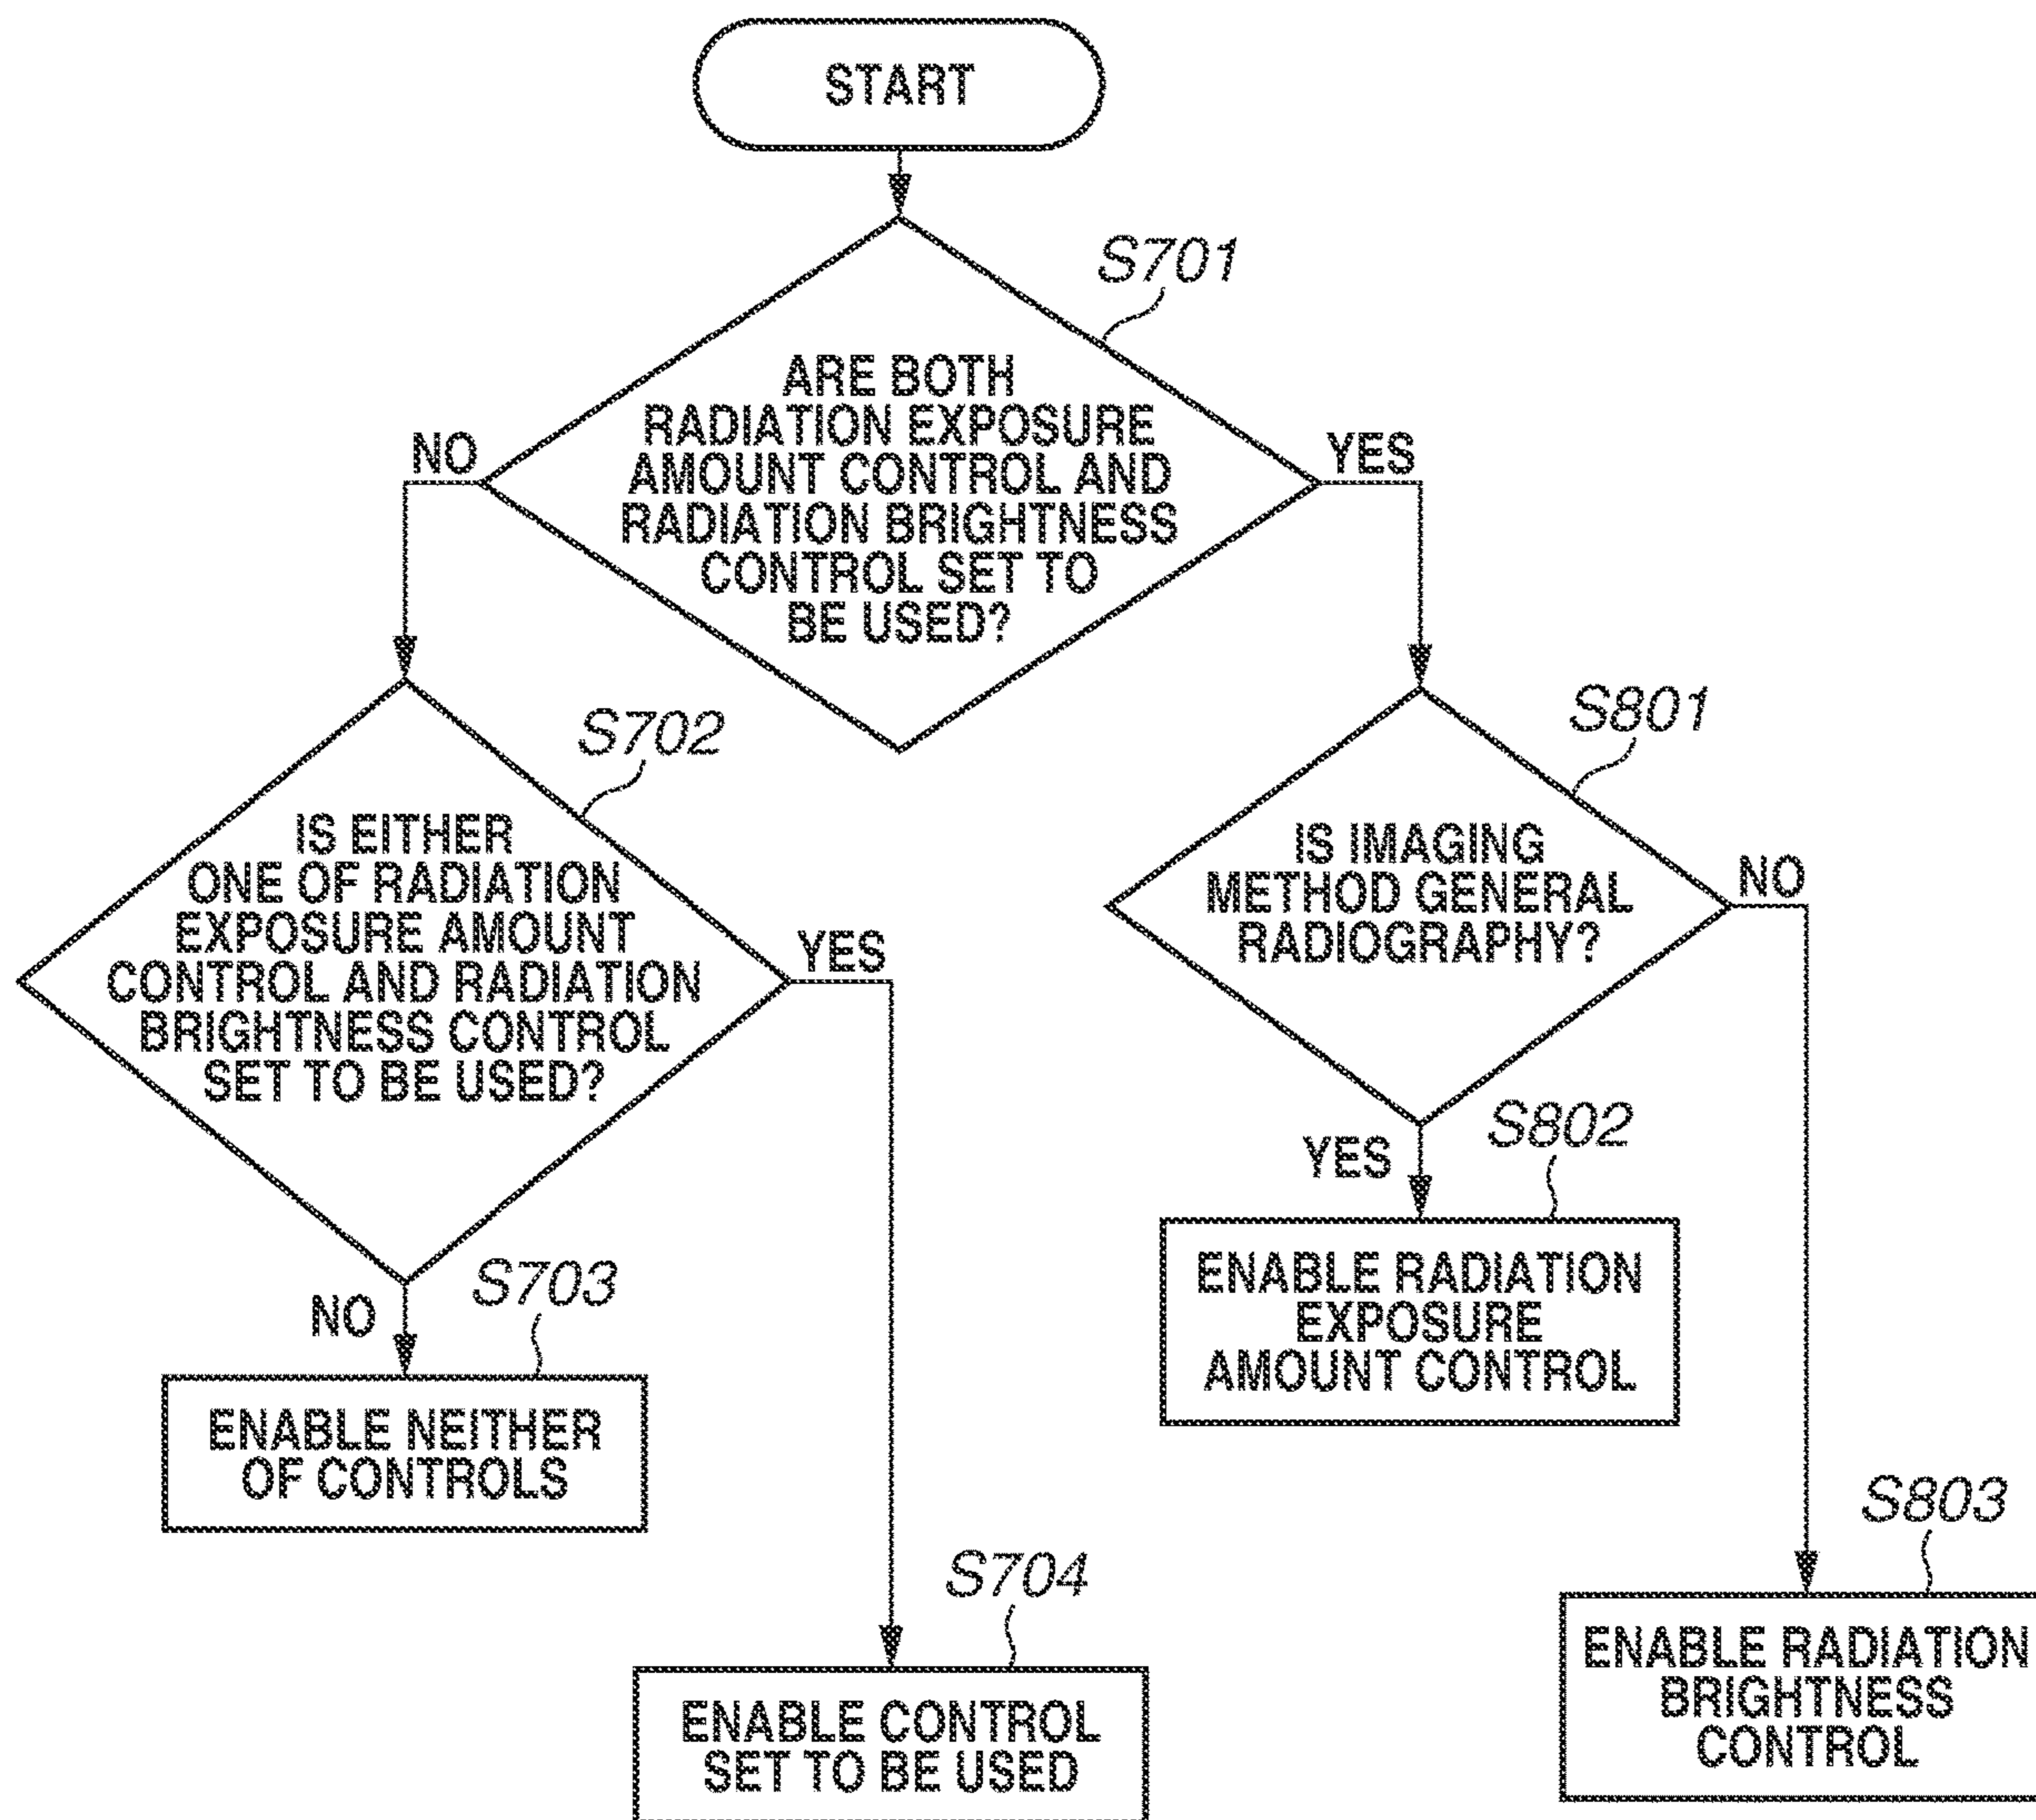 START
S701
ARE BOTH
RADIATION EXPOSURE
AMOUNT CONTROL AND
RADIATION BRIGHTNESS
CONTROL SET TO
BE USED?
NO
YES
S702
IS EITHER
ONE OF RADIATION
EXPOSURE AMOUNT
CONTROL AND RADIATION
BRIGHTNESS CONTROL
SET TO BE USED?
YES
NO
S801
IS IMAGING
METHOD GENERAL
RADIOGRAPHY?
NO
YES
S802
ENABLE RADIATION
EXPOSURE
AMOUNT CONTROL
S703
ENABLE NEITHER
OF CONTROLS
S704
ENABLE CONTROL
SET TO BE USED
S803
ENABLE RADIATION
BRIGHTNESS
CONTROL